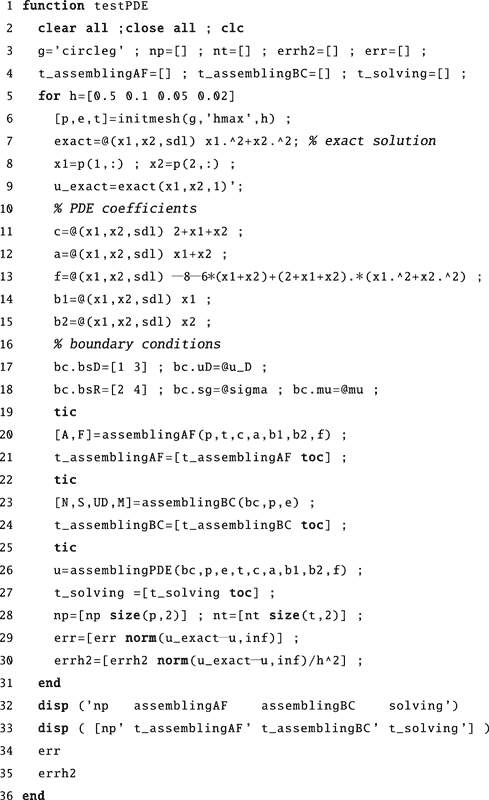 1 function testPDE
2 clear all ;close all ; clc
3 g='circleg' ; np=[] ; nt=[] ; errh2=[] ; err=[] ;
4 t_assemblingAF=[] ; t_assemblingBC=[] ; t_solving=[] ;
5 for h=[0.5 0.1 0.05 0.02]
6 [p,e,t]=initmesh(g,'hmax',h) ;
7 exact=@(x1,x2,sdl) x1.^2+x2.^2; % exact solution
8 x1=p(1,:) ; x2=p(2,:) ;
9 u_exact=exact(x1,x2,1)';
10 % PDE coefficients
11 c=@(x1,x2,sdl) 2+x1+x2 ;
12 a=@(x1,x2,sdl) x1+x2 ;
13 f=@(x1,x2,sdl) —8—6*(x1+x2)+(2+x1+x2).*(x1.^2+x2.^2) ;
14 b1=@(x1,x2,sdl) x1 ;
15 b2=@(x1,x2,sdl) x2 ;
16 % boundary conditions
17 bc.bsD=[1 3] ; bc.uD=@u_D ;
18 bc.bsR=[2 4] ; bc.sg=@sigma ; bc.mu=@mu ;
19 tic
20 [A,F]=assemblingAF(p,t,c,a,b1,b2,f) ;
21 t_assemblingAF=[t_assemblingAF toc] ;
22 tic
23 [N,S,UD,M]=assemblingBC(bc,p,e) ;
24 t_assemblingBC=[t_assemblingBC toc] ;
25 tic
26 u=assemblingPDE(bc,p,e,t,c,a,b1,b2,f) ;
27 t_solving =[t_solving toc] ;
28 np=[np size(p,2)] ; nt=[nt size(t,2)] ;
29 err=[err norm(u_exact—u,inf)] ;
30 errh2=[errh2 norm(u_exact—u,inf)/h^2] ;
31 end
32 disp ('np assemblingAF assemblingBC solving')
33 disp ( [np' t_assemblingAF' t_assemblingBC' t_solving'] )
34 err
35 errh2
36 end